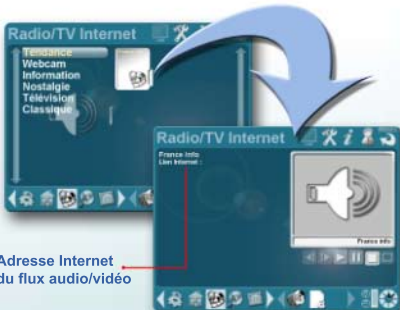 Radio/TV Internet
Tendance
Webcam
Information
Nostalgie
Télévision
Classique
Radio/TV Internet
France Info
Lien Internet :
France info
Adresse Internet
du flux audio/vidéo